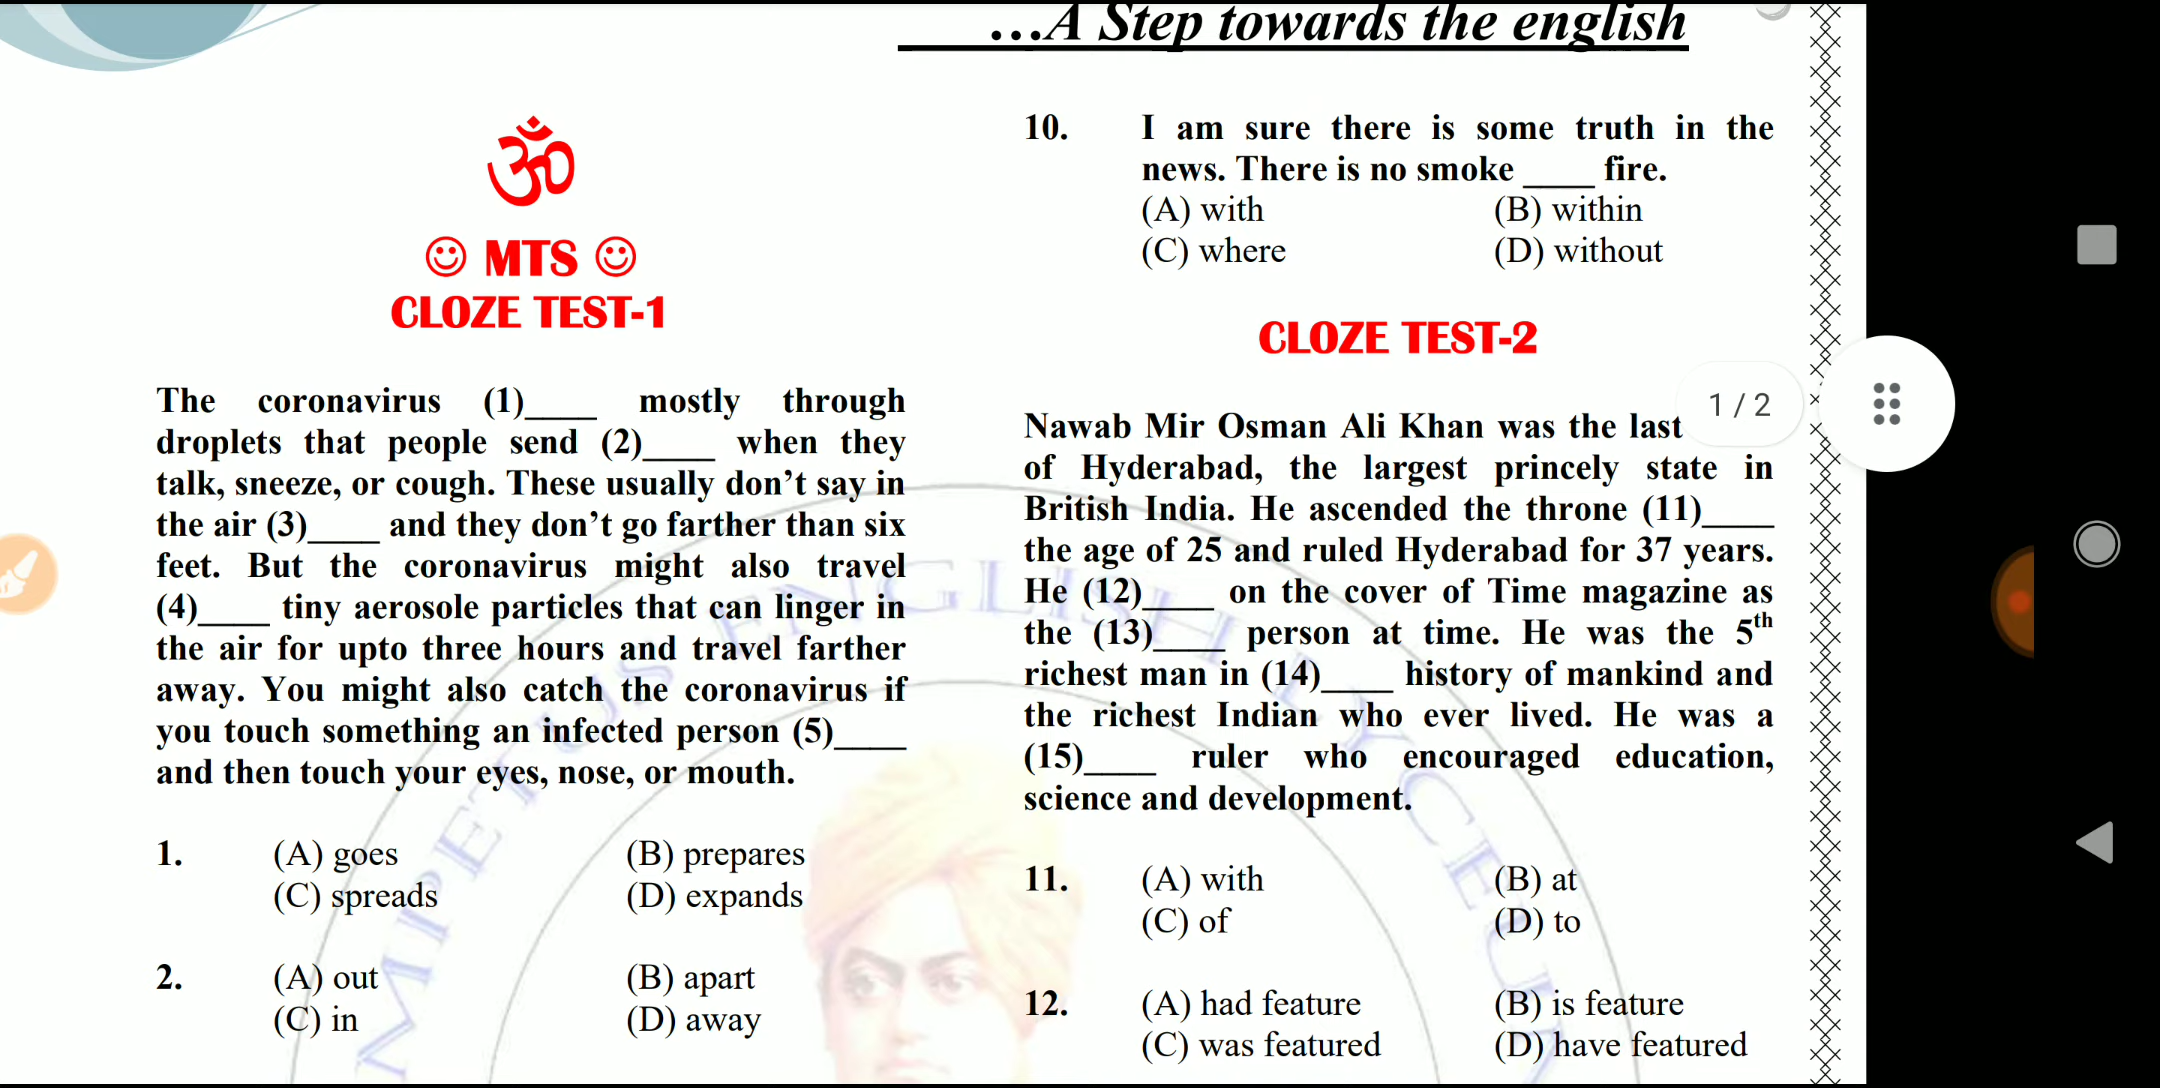 ...A Step towards the english
ॐ
☺ MTS ☺
CLOZE TEST-1
The coronavirus (1)____ mostly through
droplets that people send (2)____ when they
talk, sneeze, or cough. These usually don’t say in
the air (3)____ and they don’t go farther than six
feet. But the coronavirus might also travel
(4)____ tiny aerosole particles that can linger in
the air for upto three hours and travel farther
away. You might also catch the coronavirus if
you touch something an infected person (5)____
and then touch your eyes, nose, or mouth.
1. (A) goes (B) prepares
(C) spreads (D) expands
2. (A) out (B) apart
(C) in (D) away
10. I am sure there is some truth in the
news. There is no smoke ____ fire.
(A) with (B) within
(C) where (D) without
CLOZE TEST-2
Nawab Mir Osman Ali Khan was the last
of Hyderabad, the largest princely state in
British India. He ascended the throne (11)____
the age of 25 and ruled Hyderabad for 37 years.
He (12)____ on the cover of Time magazine as
the (13)____ person at time. He was the 5th
richest man in (14)____ history of mankind and
the richest Indian who ever lived. He was a
(15)____ ruler who encouraged education,
science and development.
11. (A) with (B) at
(C) of (D) to
12. (A) had feature (B) is feature
(C) was featured (D) have featured
1 / 2
MIPETUS ENGLISH LYCEUM